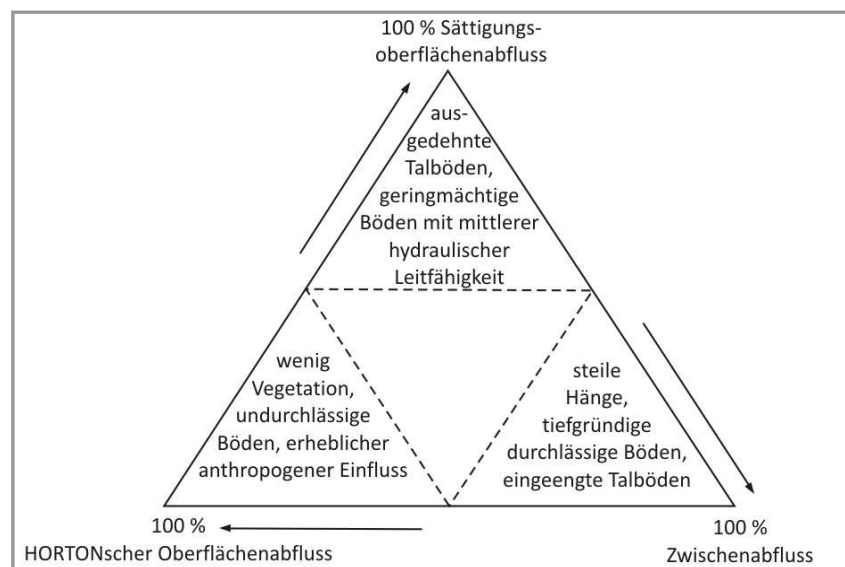 100 % Sättigungs-
oberflächenabfluss
aus-
gedehnte
Talböden,
geringmächtige
Böden mit mittlerer
hydraulischer
Leitfähigkeit
wenig
Vegetation,
undurchlässige
Böden, erheblicher
anthropogener Einfluss
steile
Hänge,
tiefgründige
durchlässige Böden,
eingeengte Talböden
100 %
HORTONscher Oberflächenabfluss
100 %
Zwischenabfluss